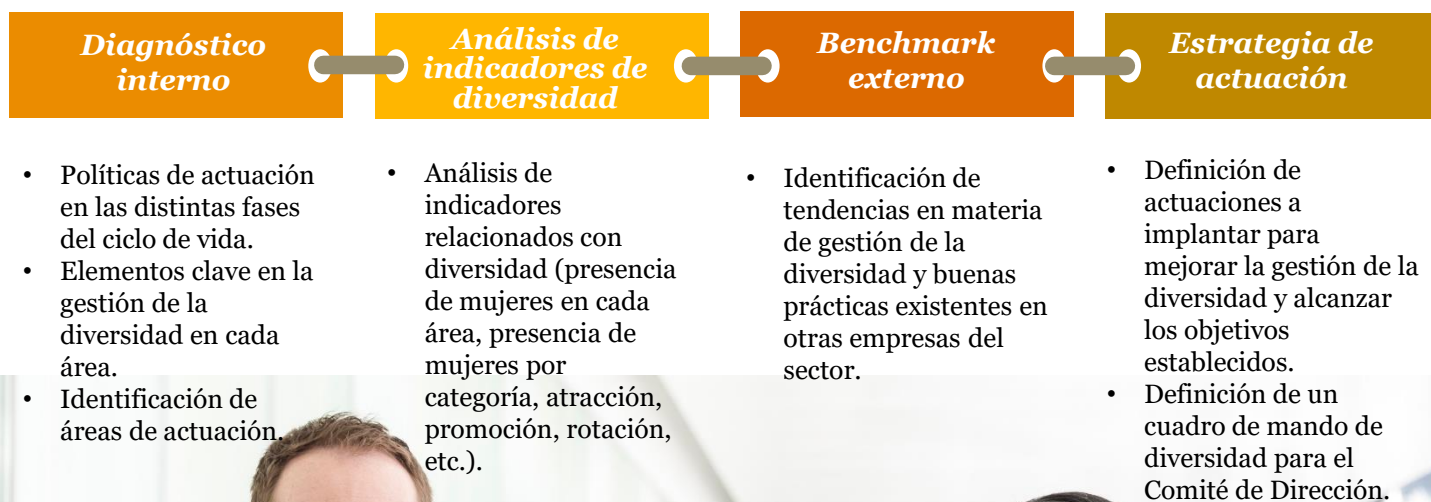 Diagnóstico
interno
Análisis de
indicadores de
diversidad
Benchmark
externo
Estrategia de
actuación
• Políticas de actuación
en las distintas fases
del ciclo de vida.
• Elementos clave en la
gestión de la
diversidad en cada
área.
• Identificación de
áreas de actuación.
• Análisis de
indicadores
relacionados con
diversidad (presencia
de mujeres en cada
área, presencia de
mujeres por
categoría, atracción,
promoción, rotación,
etc.).
• Identificación de
tendencias en materia
de gestión de la
diversidad y buenas
prácticas existentes en
otras empresas del
sector.
• Definición de
actuaciones a
implantar para
mejorar la gestión de la
diversidad y alcanzar
los objetivos
establecidos.
• Definición de un
cuadro de mando de
diversidad para el
Comité de Dirección.